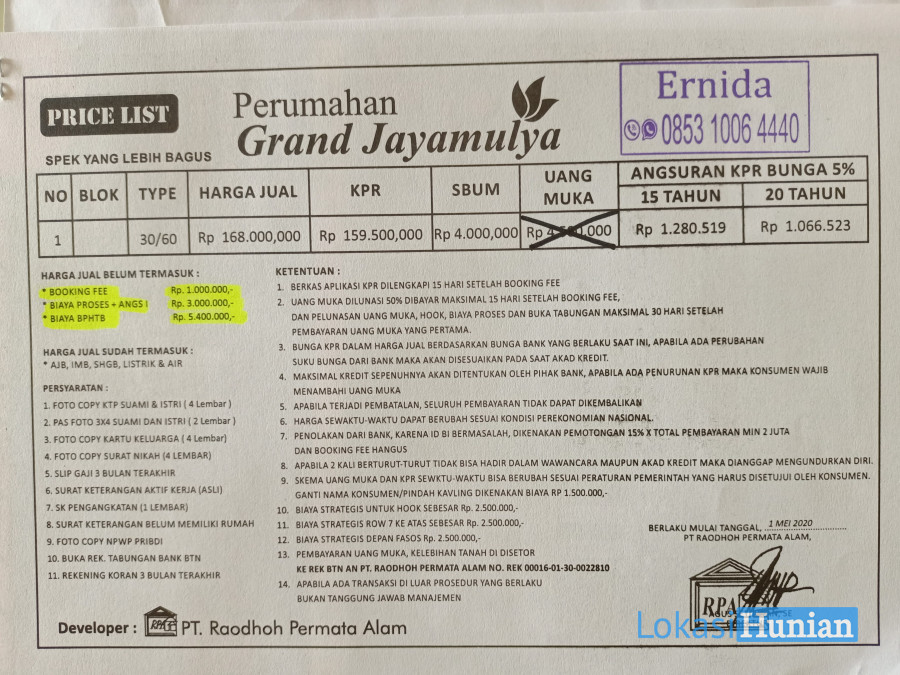 PRICE LIST
Perumahan
Grand Jayamulya
Ernida
0853 1006 4440
SPEK YANG LEBIH BAGUS
NO BLOK TYPE HARGA JUAL KPR SBUM UANG MUKA ANGSURAN KPR BUNGA 5%
15 TAHUN 20 TAHUN
1 30/60 Rp 168.000,000 Rp 159.500,000 Rp 4.000,000 Rp 1.280.519 Rp 1.066.523
HARGA JUAL BELUM TERMASUK :
* BOOKING FEE Rp. 1.000.000,-
* BIAYA PROSES + ANGS I Rp. 3.000.000,-
* BIAYA BPHTB Rp. 5.400.000,-
HARGA JUAL SUDAH TERMASUK :
* AJB, IMB, SHGB, LISTRIK & AIR
PERSYARATAN :
1. FOTO COPY KTP SUAMI & ISTRI ( 4 Lembar )
2. PAS FOTO 3X4 SUAMI DAN ISTRI ( 2 Lembar )
3. FOTO COPY KARTU KELUARGA ( 4 Lembar)
4. FOTO COPY SURAT NIKAH (4 LEMBAR)
5. SLIP GAJI 3 BULAN TERAKHIR
6. SURAT KETERANGAN AKTIF KERJA (ASLI)
7. SK PENGANGKATAN (1 LEMBAR)
8. SURAT KETERANGAN BELUM MEMILIKI RUMAH
9. FOTO COPY NPWP PRIBDI
10. BUKA REK. TABUNGAN BANK BTN
11. REKENING KORAN 3 BULAN TERAKHIR
KETENTUAN :
1. BERKAS APLIKASI KPR DILENGKAPI 15 HARI SETELAH BOOKING FEE
2. UANG MUKA DILUNASI 50% DIBAYAR MAKSIMAL 15 HARI SETELAH BOOKING FEE,
DAN PELUNASAN UANG MUKA, HOOK, BIAYA PROSES DAN BUKA TABUNGAN MAKSIMAL 30 HARI SETELAH
PEMBAYARAN UANG MUKA YANG PERTAMA.
3. BUNGA KPR DALAM HARGA JUAL BERDASARKAN BUNGA BANK YANG BERLAKU SAAT INI, APABILA ADA PERUBAHAN
SUKU BUNGA DARI BANK MAKA AKAN DISESUAIKAN PADA SAAT AKAD KREDIT.
4. MAKSIMAL KREDIT SEPENUHNYA AKAN DITENTUKAN OLEH PIHAK BANK, APABILA ADA PENURUNAN KPR MAKA KONSUMEN WAJIB
MENAMBAHI UANG MUKA
5. APABILA TERJADI PEMBATALAN, SELURUH PEMBAYARAN TIDAK DAPAT DIKEMBALIKAN
6. HARGA SEWAKTU-WAKTU DAPAT BERUBAH SESUAI KONDISI PEREKONOMIAN NASIONAL.
7. PENOLAKAN DARI BANK, KARENA ID BI BERMASALAH, DIKENAKAN PEMOTONGAN 15% X TOTAL PEMBAYARAN MIN 2 JUTA
DAN BOOKING FEE HANGUS
8. APABILA 2 KALI BERTURUT-TURUT TIDAK BISA HADIR DALAM WAWANCARA MAUPUN AKAD KREDIT MAKA DIANGGAP MENGUNDURKAN DIRI.
9. SKEMA UANG MUKA DAN KPR SEWKTU-WAKTU BISA BERUBAH SESUAI PERATURAN PEMERINTAH YANG HARUS DISETUJUI OLEH KONSUMEN.
GANTI NAMA KONSUMEN/PINDAH KAVLING DIKENAKAN BIAYA RP 1.500.000,-
10. BIAYA STRATEGIS UNTUK HOOK SEBESAR Rp. 2.500.000,-
11. BIAYA STRATEGIS ROW 7 KE ATAS SEBESAR Rp. 2.500.000,-
12. BIAYA STRATEGIS DEPAN FASOS Rp. 2.500.000,-
13. PEMBAYARAN UANG MUKA, KELEBIHAN TANAH DI DISETOR
KE REK BTN AN PT. RAODHOH PERMATA ALAM NO. REK 00016-01-30-0022810
14. APABILA ADA TRANSAKSI DI LUAR PROSEDUR YANG BERLAKU
BUKAN TANGGUNG JAWAB MANAJEMEN
BERLAKU MULAI TANGGAL, 1 MEI 2020
PT RAODHOH PERMATA ALAM,
RPA
Developer : RPA PT. Raodhoh Permata Alam
Lokasi Hunian